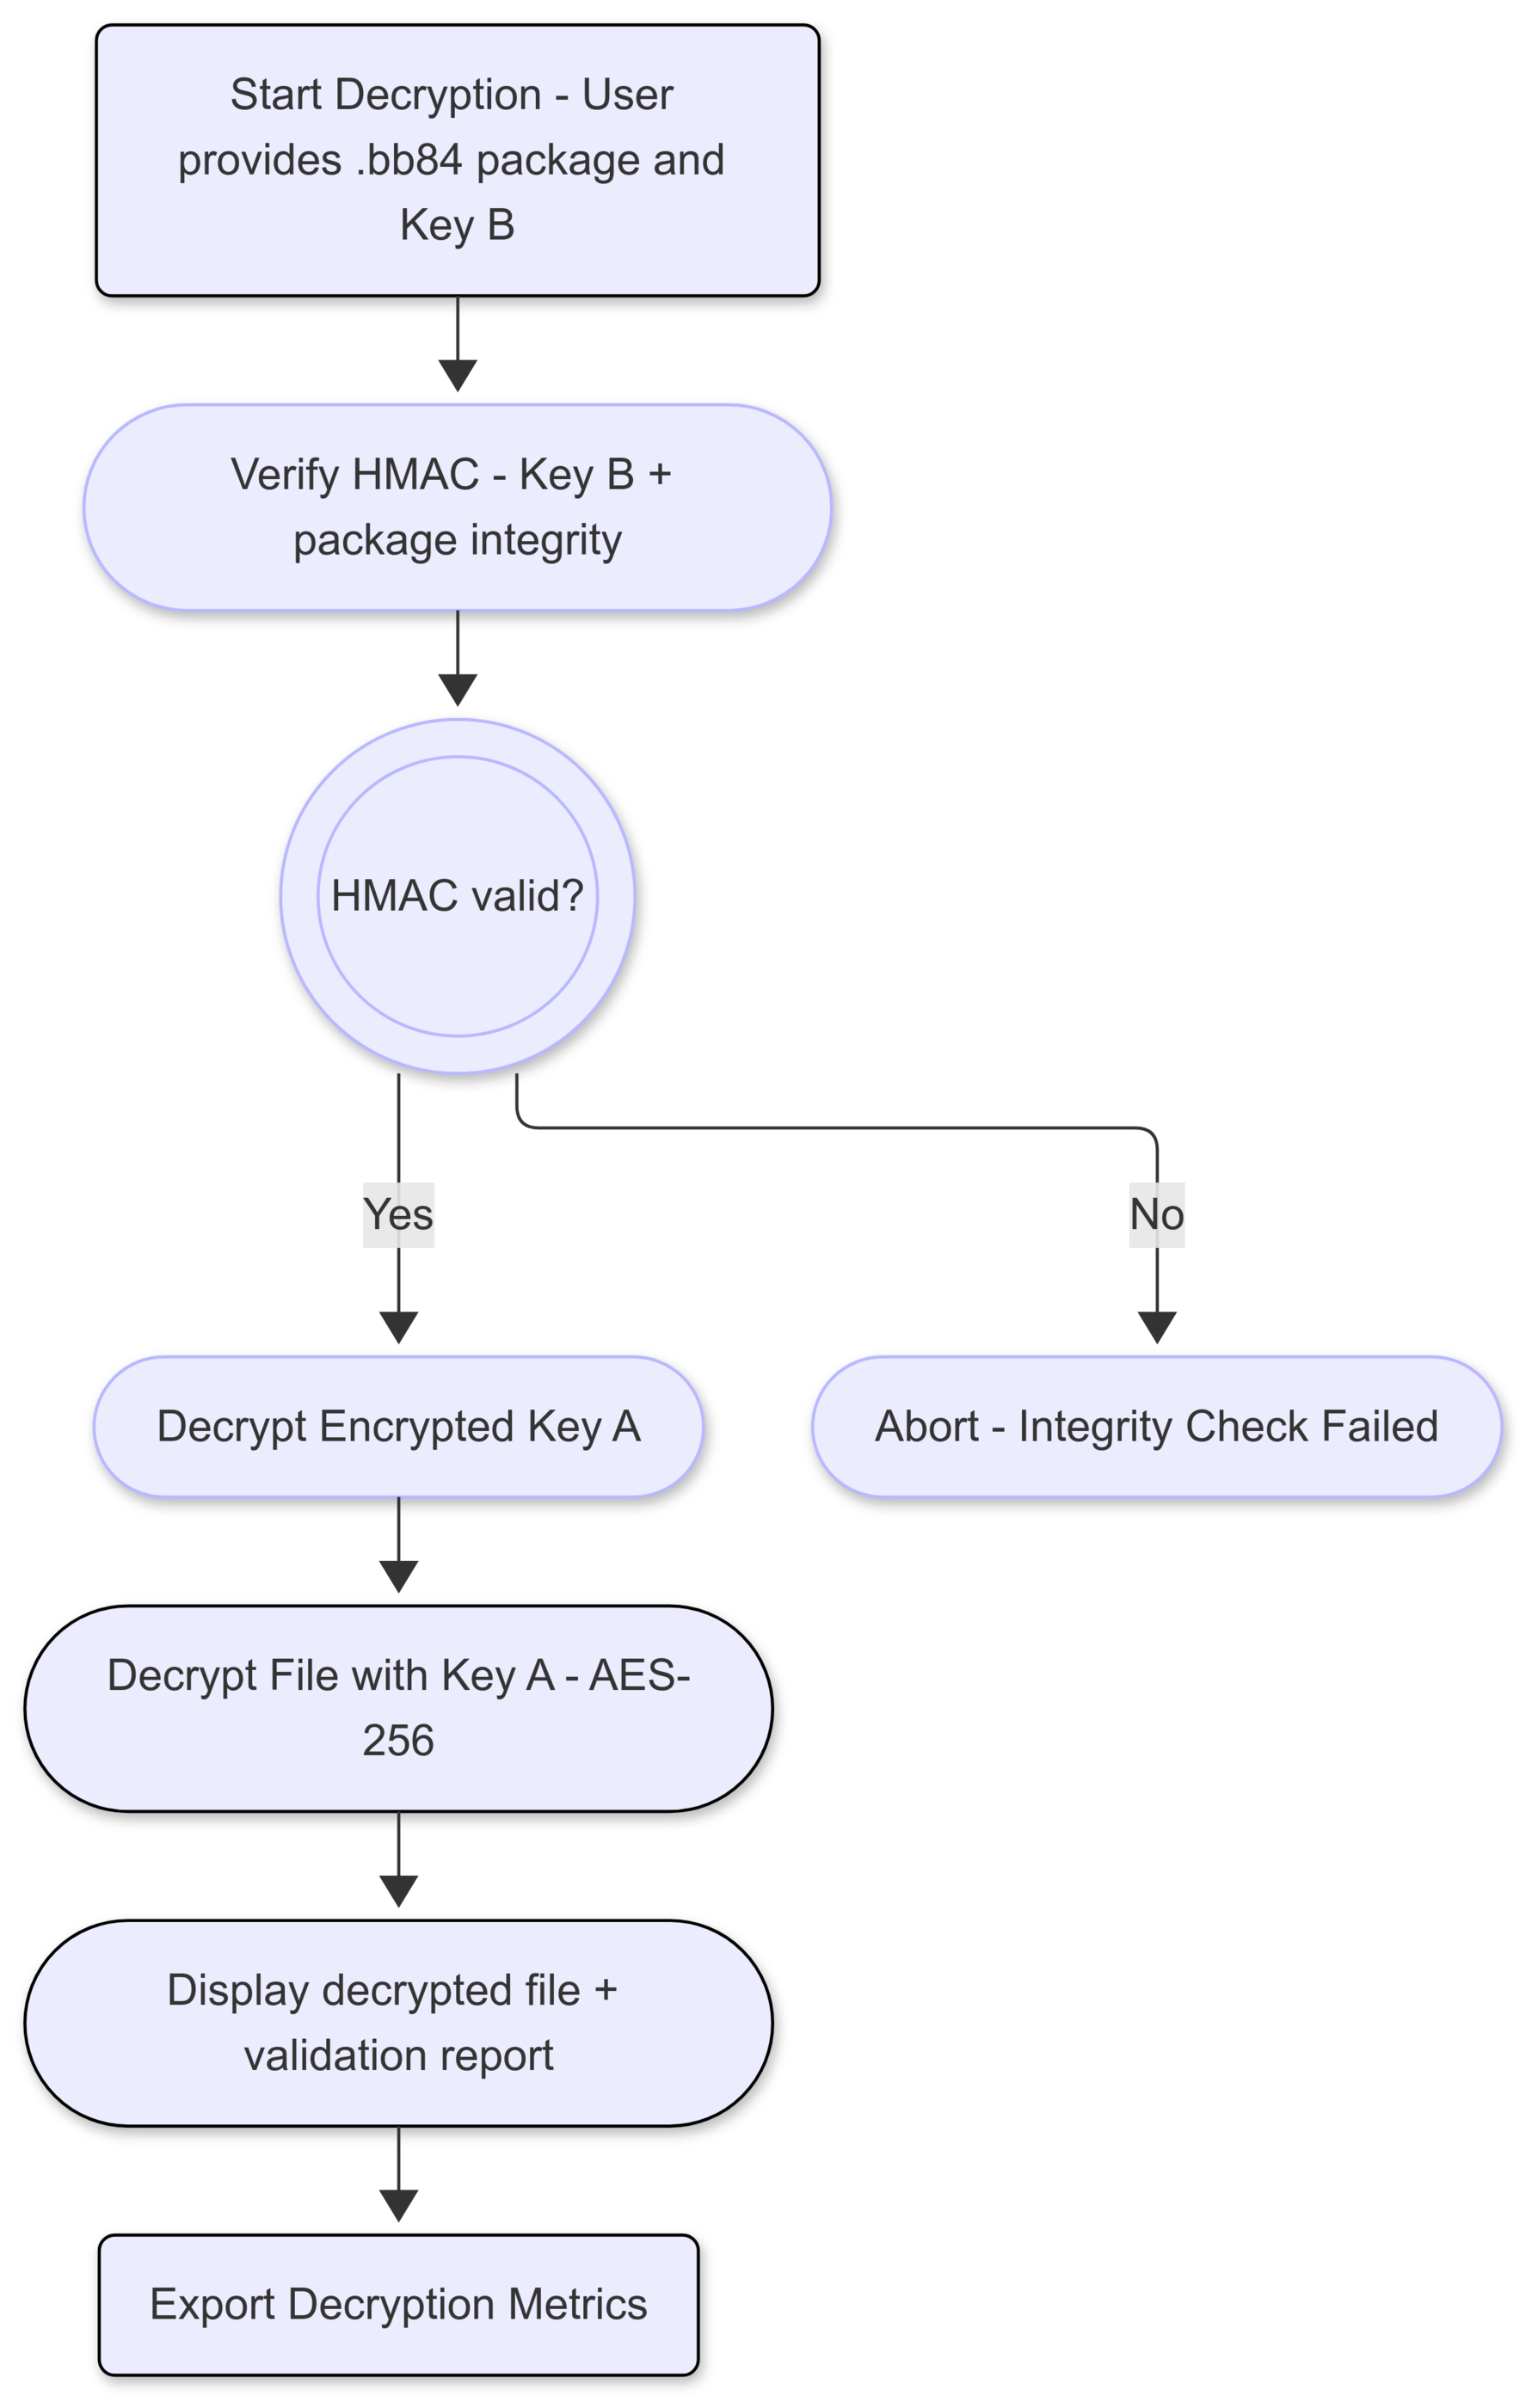 Start Decryption - User
provides .bb84 package and
Key B
Verify HMAC - Key B +
package integrity
HMAC valid?
Yes
No
Decrypt Encrypted Key A
Abort - Integrity Check Failed
Decrypt File with Key A - AES-
256
Display decrypted file +
validation report
Export Decryption Metrics